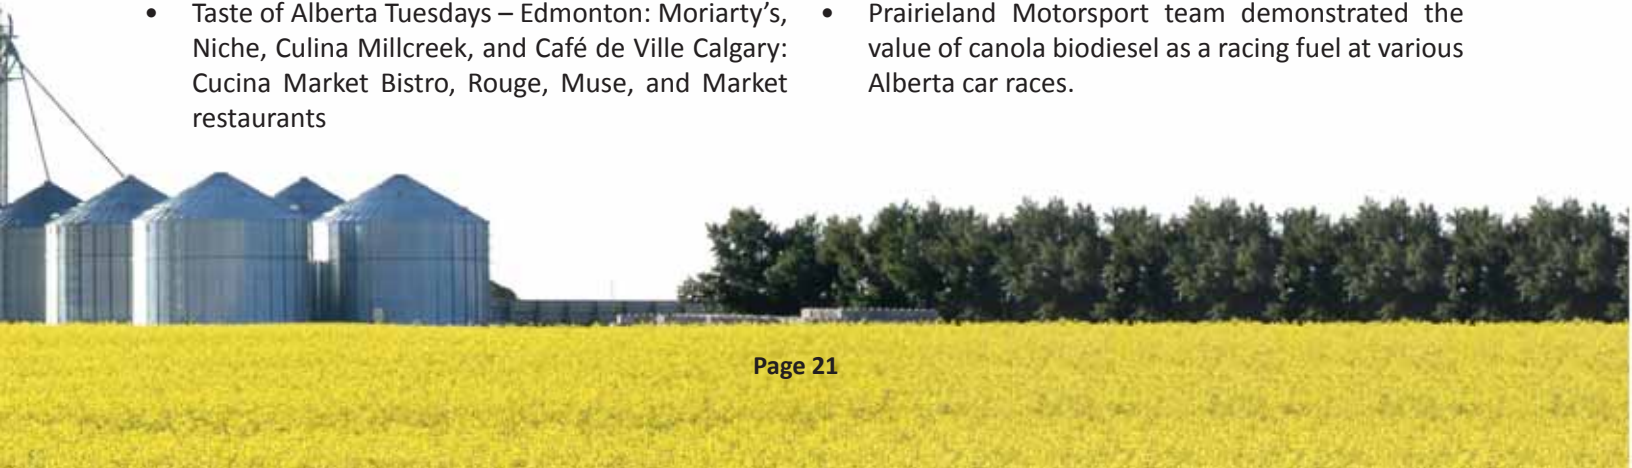 • Taste of Alberta Tuesdays – Edmonton: Moriarty’s,
Niche, Culina Millcreek, and Café de Ville Calgary:
Cucina Market Bistro, Rouge, Muse, and Market
restaurants
• Prairieland Motorsport team demonstrated the
value of canola biodiesel as a racing fuel at various
Alberta car races.
Page 21